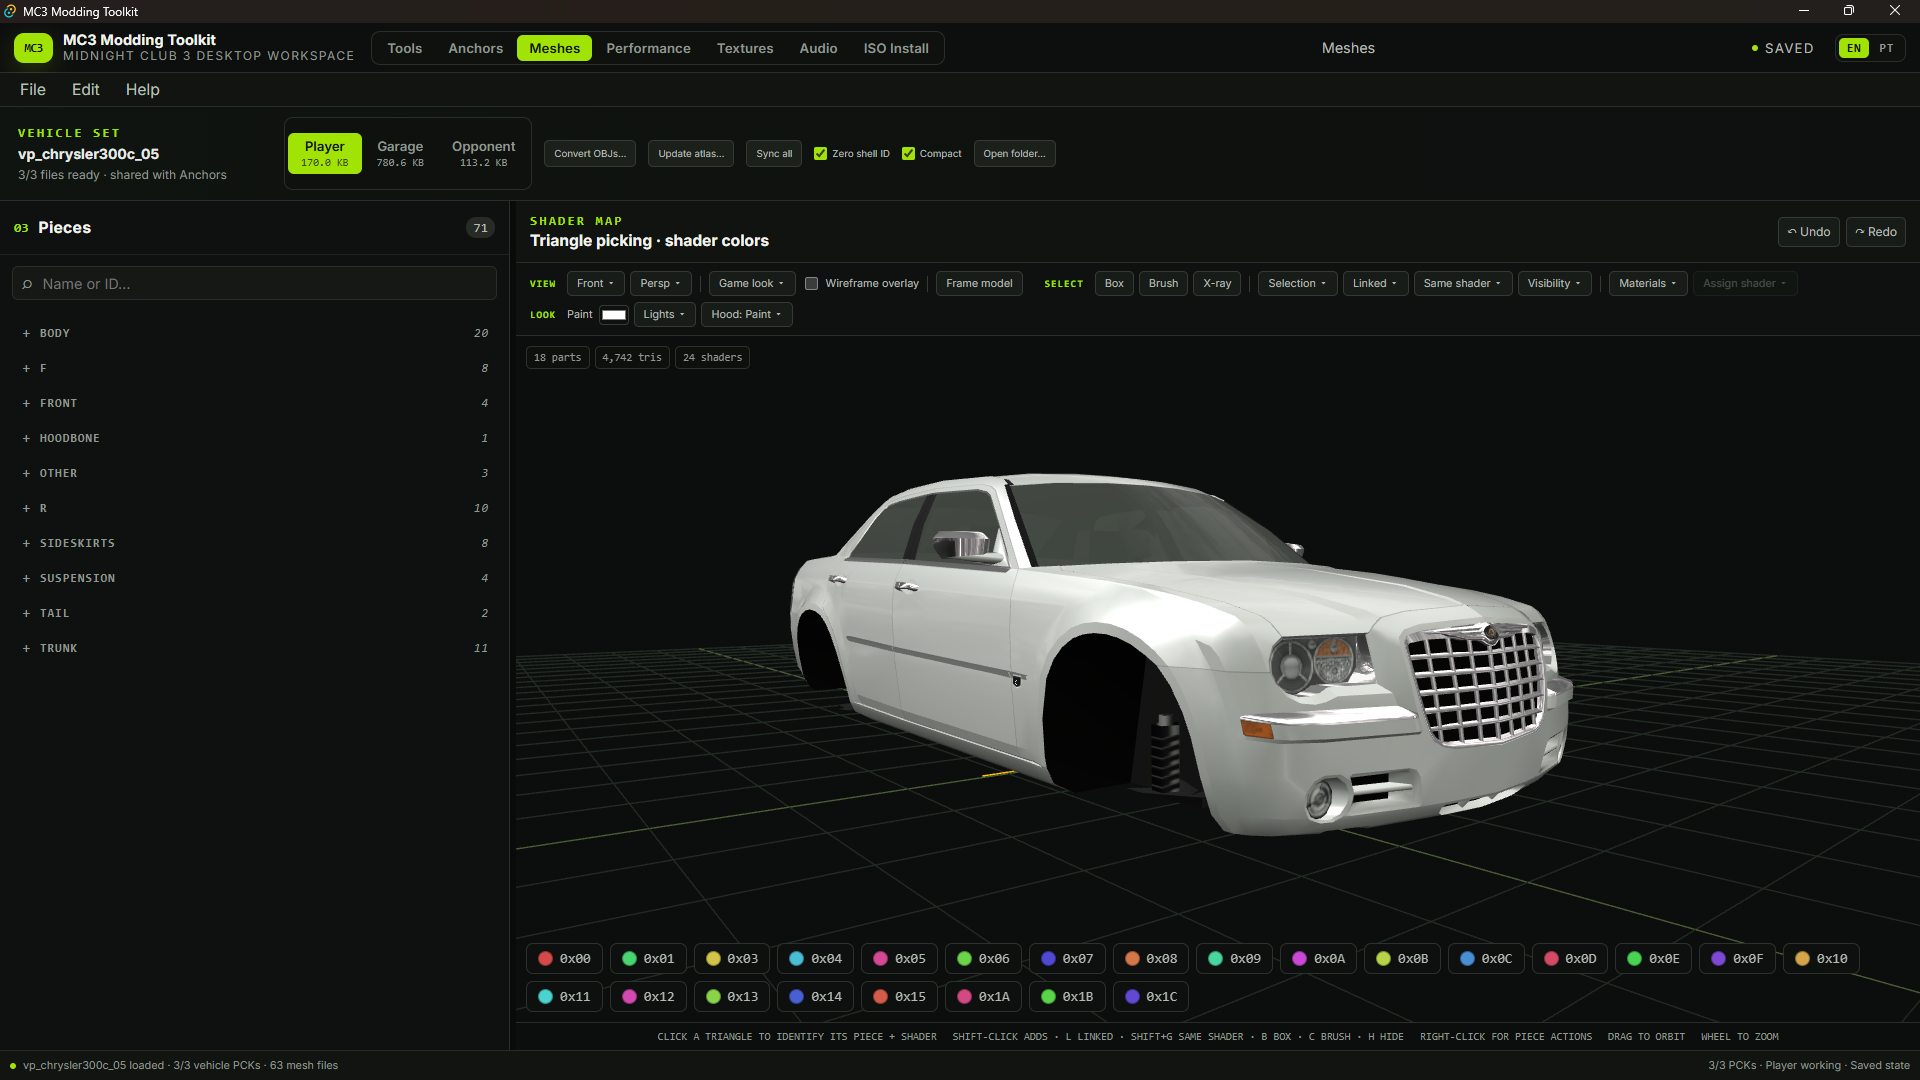 MC3 Modding Toolkit
MC3 MC3 Modding Toolkit
MIDNIGHT CLUB 3 DESKTOP WORKSPACE
Tools Anchors Meshes Performance Textures Audio ISO Install
Meshes
SAVED
EN PT
File Edit Help
VEHICLE SET
vp_chrysler300c_05
3/3 files ready · shared with Anchors
Player Garage Opponent
170.0 KB 780.6 KB 113.2 KB
Convert OBJs... Update atlas... Sync all Zero shell ID Compact Open folder...
03 Pieces 71
Name or ID...
+ BODY 20
+ F 8
+ FRONT 4
+ HOODBONE 1
+ OTHER 3
+ R 10
+ SIDESKIRTS 8
+ SUSPENSION 4
+ TAIL 2
+ TRUNK 11
SHADER MAP
Triangle picking · shader colors
Undo Redo
VIEW Front Persp Game look Wireframe overlay Frame model SELECT Box Brush X-ray Selection Linked Same shader Visibility Materials Assign shader
LOOK Paint Lights Hood: Paint
18 parts 4,742 tris 24 shaders
0x00 0x01 0x03 0x04 0x05 0x06 0x07 0x08 0x09 0x0A 0x0B 0x0C 0x0D 0x0E 0x0F 0x10
0x11 0x12 0x13 0x14 0x15 0x1A 0x1B 0x1C
CLICK A TRIANGLE TO IDENTIFY ITS PIECE + SHADER SHIFT-CLICK ADDS · L LINKED · SHIFT+G SAME SHADER · B BOX · C BRUSH · H HIDE RIGHT-CLICK FOR PIECE ACTIONS DRAG TO ORBIT WHEEL TO ZOOM
vp_chrysler300c_05 loaded · 3/3 vehicle PCKs · 63 mesh files
3/3 PCKs · Player working · Saved state